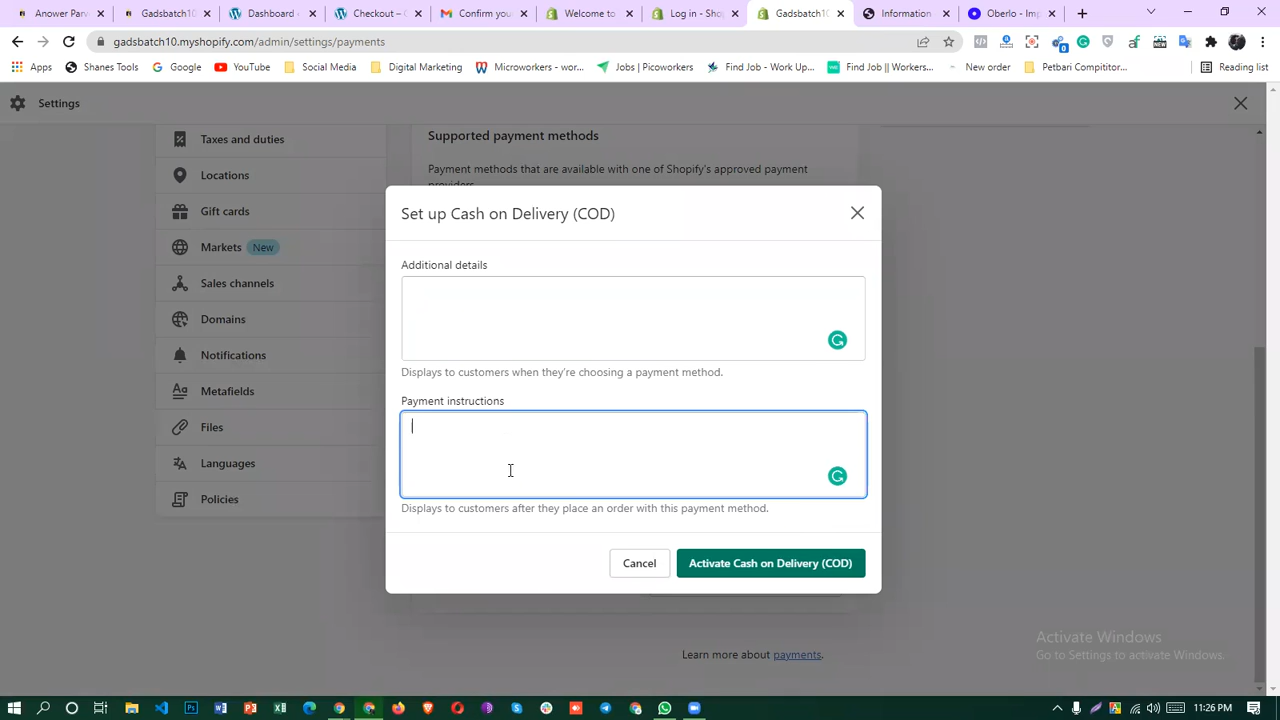 Anower Parv
Gadsbatch10
Dashboard
Checkout – C
Confirm you
Welcome to
Log in - Sho
Gadsbatch10
Information
Oberlo - Imp
gadsbatch10.myshopify.com/admin/settings/payments
Apps
Shanes Tools
Google
YouTube
Social Media
Digital Marketing
Microworkers - wor...
Jobs | Picoworkers
Find Job - Work Up...
Find Job || Workers...
New order
Petbari Compititor...
Reading list
Settings
Taxes and duties
Locations
Gift cards
Markets New
Sales channels
Domains
Notifications
Metafields
Files
Languages
Policies
Supported payment methods
Payment methods that are available with one of Shopify's approved payment
providers
Set up Cash on Delivery (COD)
Additional details
Displays to customers when they're choosing a payment method.
Payment instructions
Displays to customers after they place an order with this payment method.
Cancel
Activate Cash on Delivery (COD)
Learn more about payments.
Activate Windows
Go to Settings to activate Windows.
11:26 PM